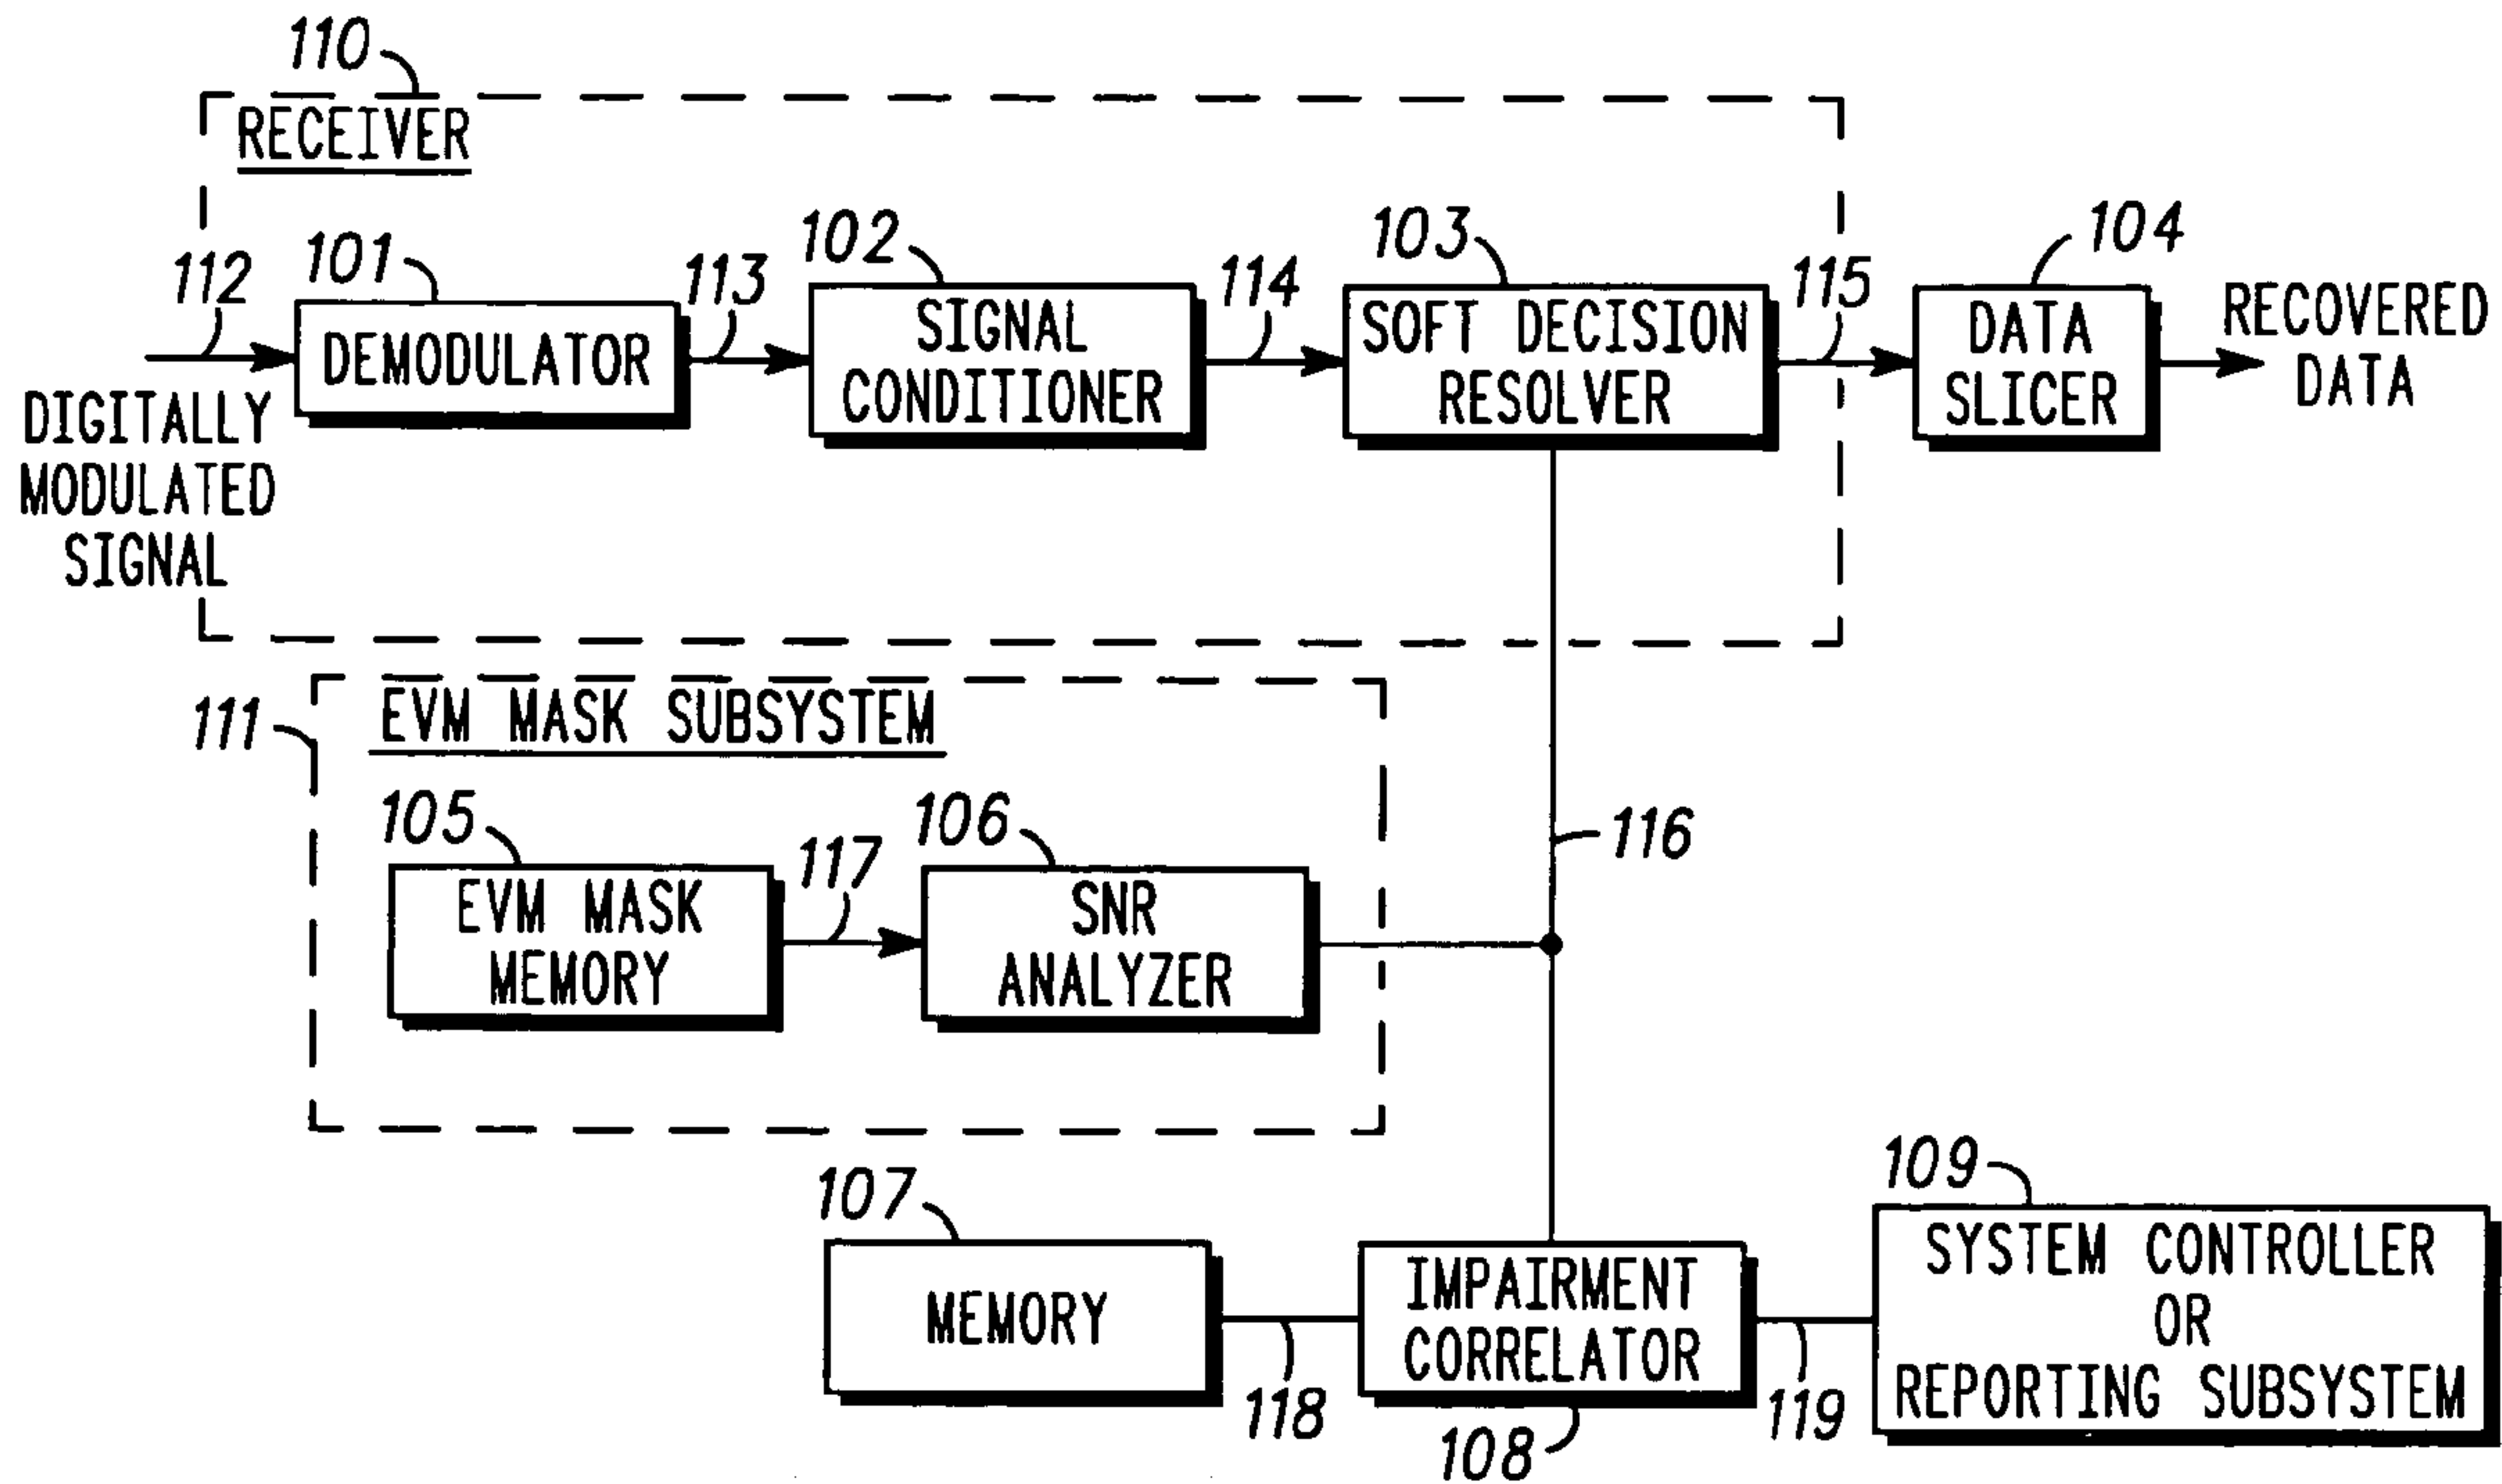 110
RECEIVER
112
101
113
102
114
103
115
104
DEMODULATOR
SIGNAL
CONDITIONER
SOFT DECISION
RESOLVER
DATA
SLICER
RECOVERED
DATA
DIGITALLY
MODULATED
SIGNAL
111
EVM MASK SUBSYSTEM
105
117
106
116
EVM MASK
MEMORY
SNR
ANALYZER
107
109
MEMORY
118
IMPAIRMENT
CORRELATOR
108
119
SYSTEM CONTROLLER
OR
REPORTING SUBSYSTEM